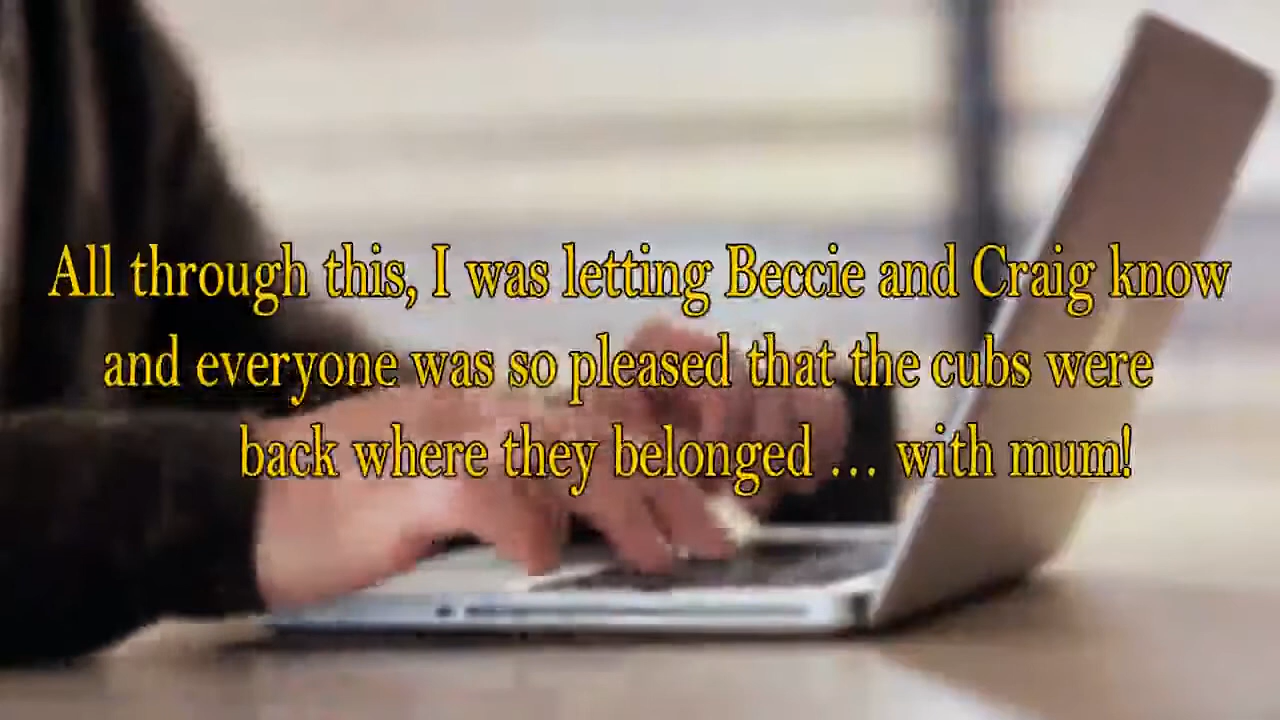 All through this, I was letting Beccie and Craig know
and everyone was so pleased that the cubs were
back where they belonged ... with mum!